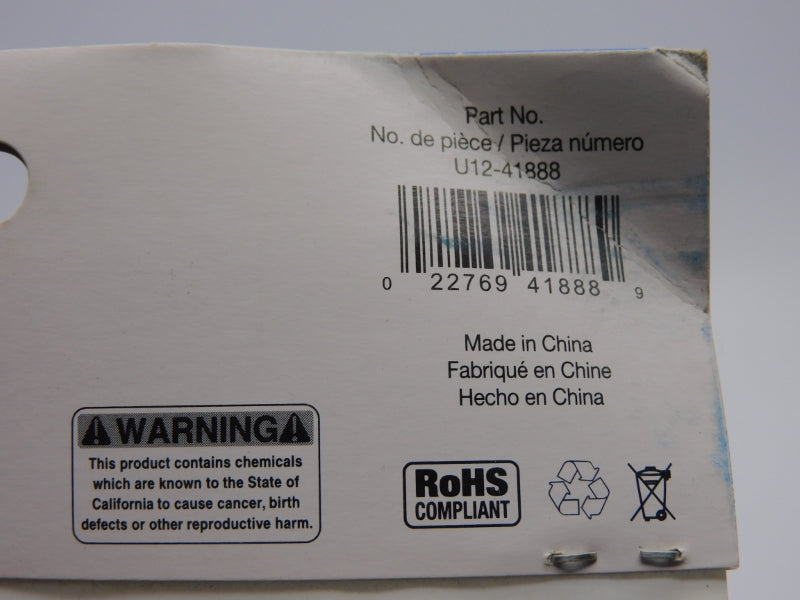 Part No.
No. de pièce / Pieza número
U12-41888
0 22769 41888 9
Made in China
Fabriqué en Chine
Hecho en China
WARNING
This product contains chemicals
which are known to the State of
California to cause cancer, birth
defects or other reproductive harm.
RoHS
COMPLIANT